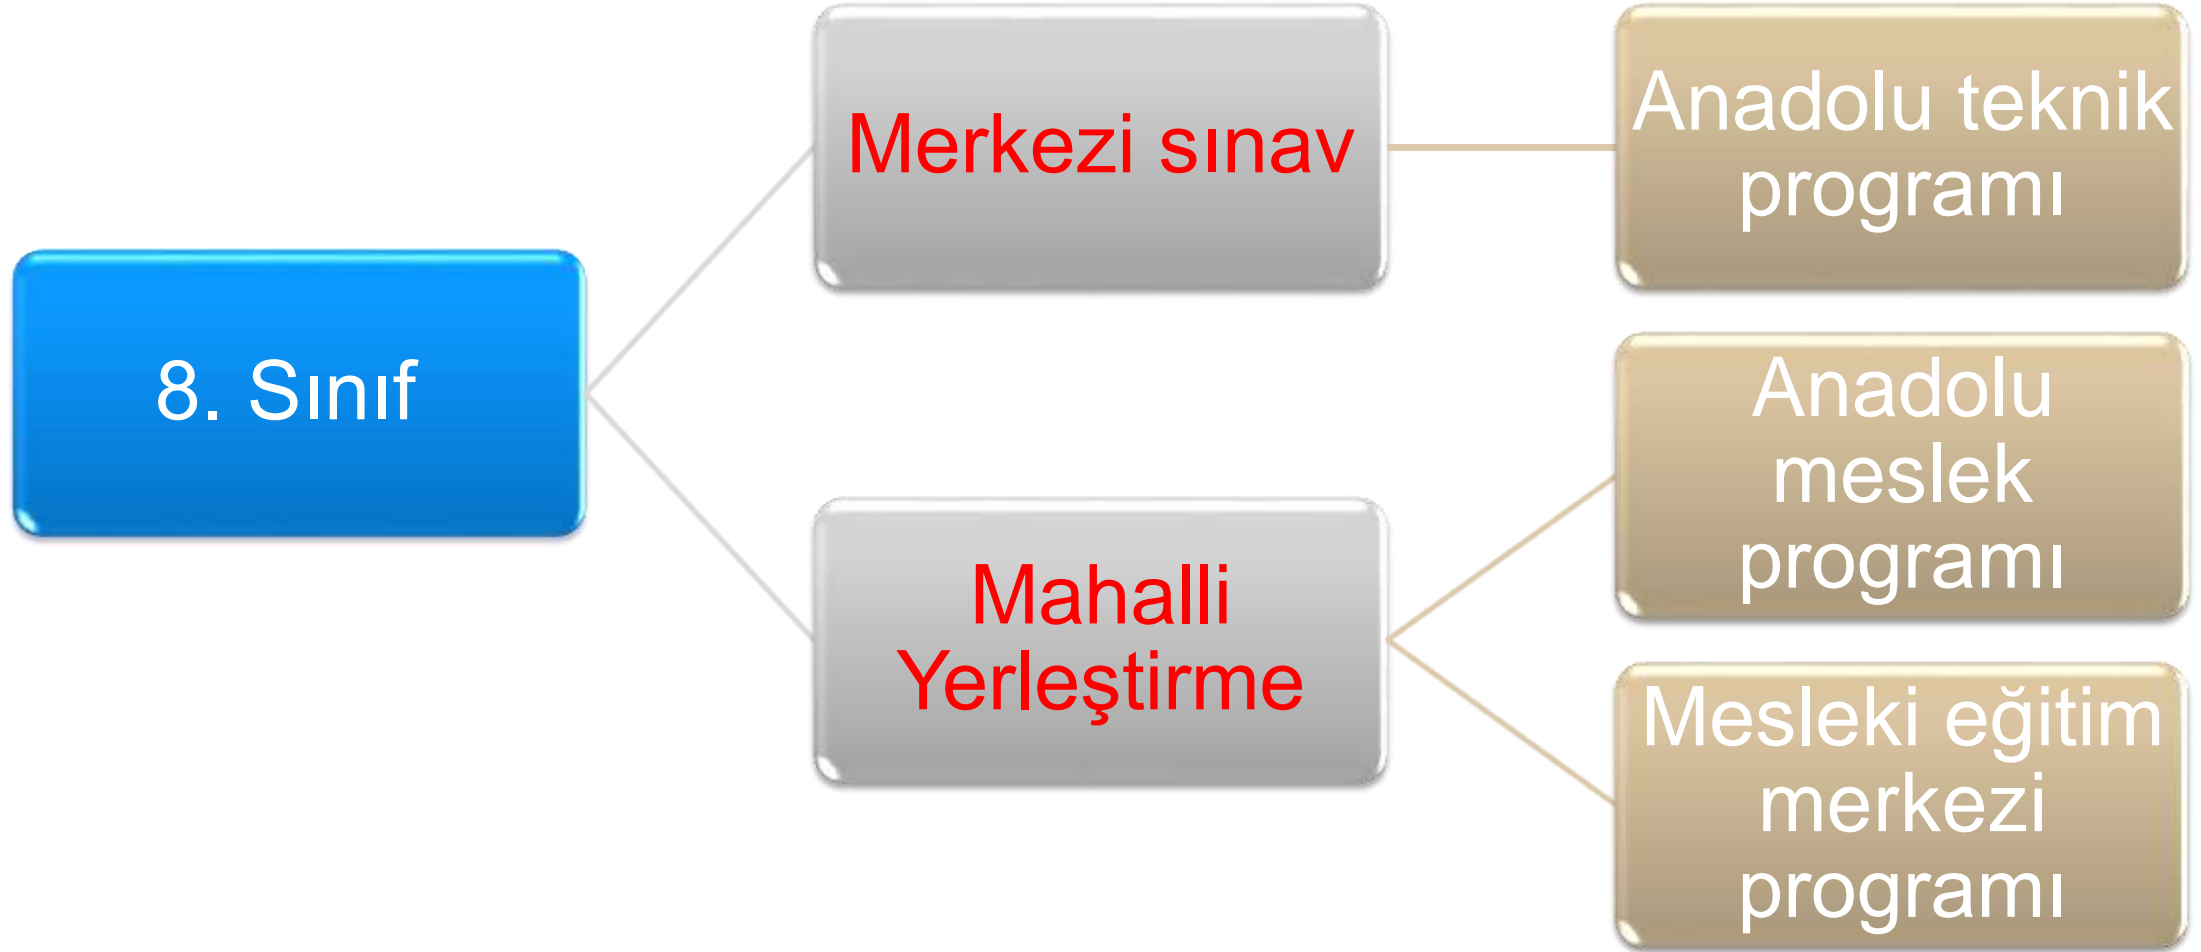 8. Sınıf
Merkezi sınav
Mahalli
Yerleştirme
Anadolu teknik
programı
Anadolu
meslek
programı
Mesleki eğitim
merkezi
programı